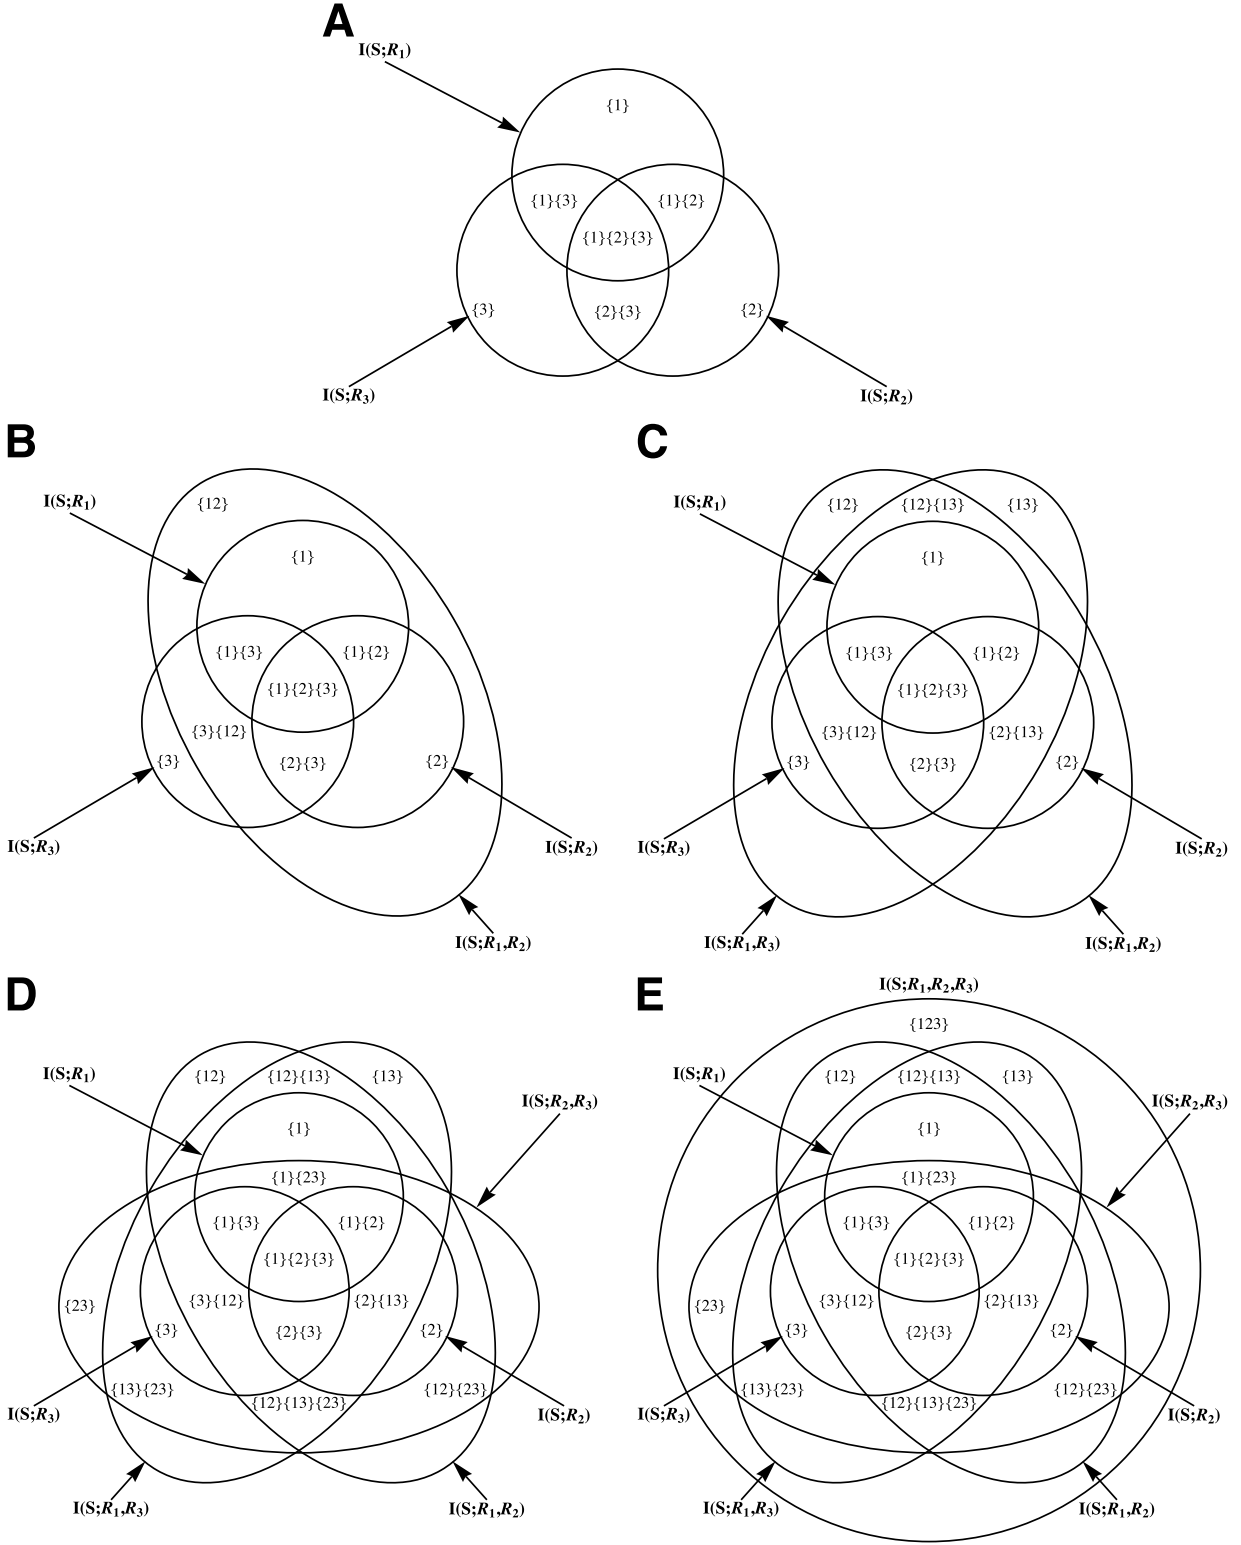 A
I(S;R1)
{1}
{1}{3} {1}{2}
{1}{2}{3}
{3} {2}{3} {2}
I(S;R3) I(S;R2)
B
{12}
I(S;R1)
{1}
{1}{3} {1}{2}
{1}{2}{3}
{3}{12}
{3} {2}{3} {2}
I(S;R3) I(S;R2)
I(S;R1,R2)
C
{12} {12}{13} {13}
I(S;R1)
{1}
{1}{3} {1}{2}
{1}{2}{3}
{3}{12} {2}{13}
{3} {2}{3} {2}
I(S;R3) I(S;R2)
I(S;R1,R3) I(S;R1,R2)
D
I(S;R1) {12} {12}{13} {13}
I(S;R2,R3)
{1}
{1}{23}
{1}{3} {1}{2}
{1}{2}{3}
{23} {3}{12} {2}{13}
{3} {2}{3} {2}
{13}{23} {12}{13}{23} {12}{23}
I(S;R3) I(S;R2)
I(S;R1,R3) I(S;R1,R2)
E
I(S;R1,R2,R3)
{123}
I(S;R1) {12} {12}{13} {13}
I(S;R2,R3)
{1}
{1}{23}
{1}{3} {1}{2}
{1}{2}{3}
{23} {3}{12} {2}{13}
{3} {2}{3} {2}
{13}{23} {12}{13}{23} {12}{23}
I(S;R3) I(S;R2)
I(S;R1,R3) I(S;R1,R2)